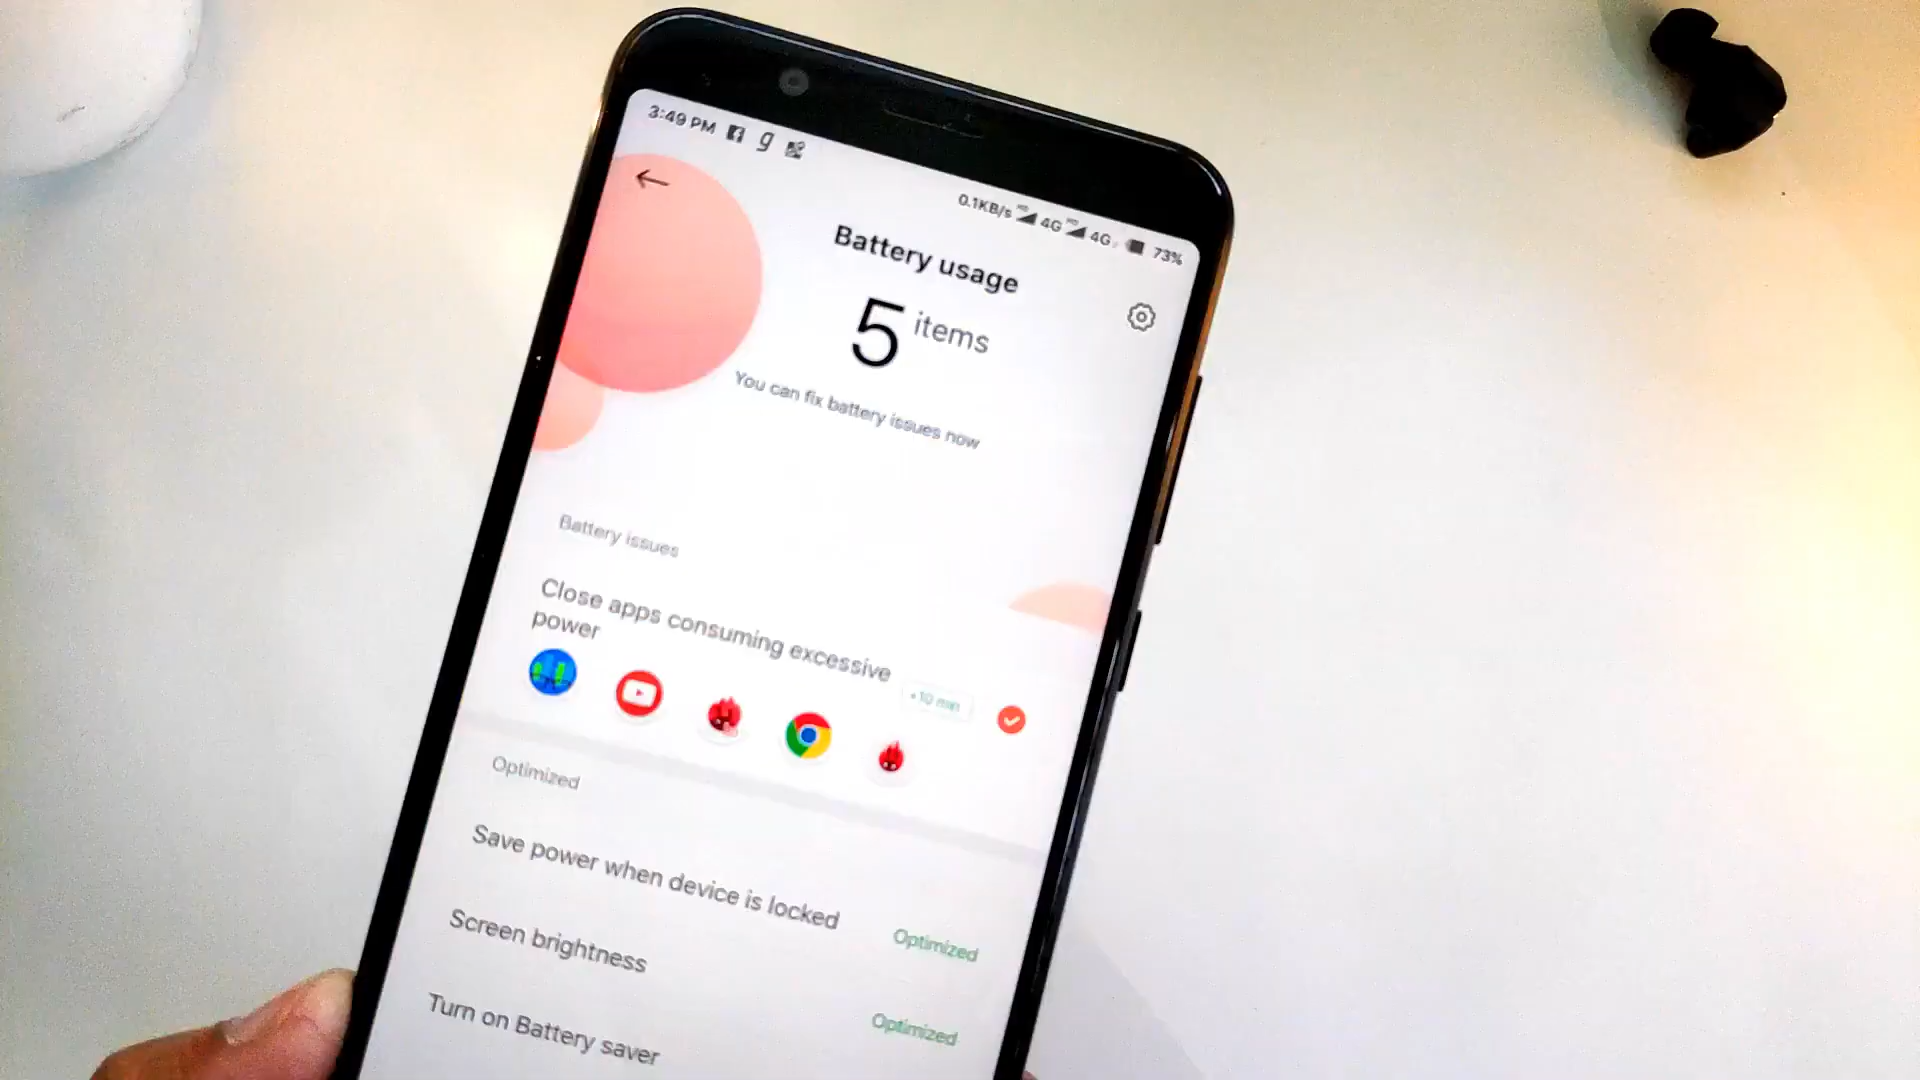 3:49 PM
0.1KB/s 4G 4G 73%
Battery usage
5 items
You can fix battery issues now
Battery issues
Close apps consuming excessive
power
+10 min
Optimized
Save power when device is locked
Optimized
Screen brightness
Optimized
Turn on Battery saver